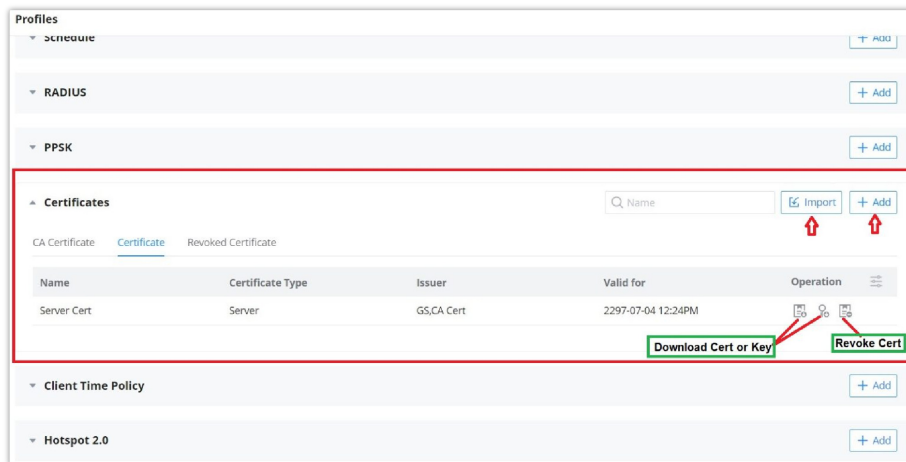 Profiles
Schedule + Add
RADIUS + Add
PPSK + Add
Certificates Name Import + Add
CA Certificate Certificate Revoked Certificate
Name Certificate Type Issuer Valid for Operation
Server Cert Server GS,CA Cert 2297-07-04 12:24PM
Download Cert or Key Revoke Cert
Client Time Policy + Add
Hotspot 2.0 + Add